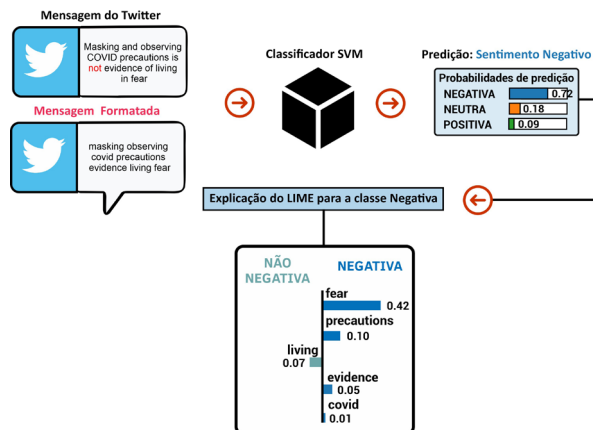 Mensagem do Twitter
Masking and observing
COVID precautions is
not evidence of living
in fear
Mensagem Formatada
masking observing
covid precautions
evidence living fear
Classificador SVM
Predição: Sentimento Negativo
Probabilidades de predição
NEGATIVA 0.72
NEUTRA 0.18
POSITIVA 0.09
Explicação do LIME para a classe Negativa
NÃO
NEGATIVA
NEGATIVA
fear
0.42
precautions
0.10
living
0.07
evidence
0.05
covid
0.01